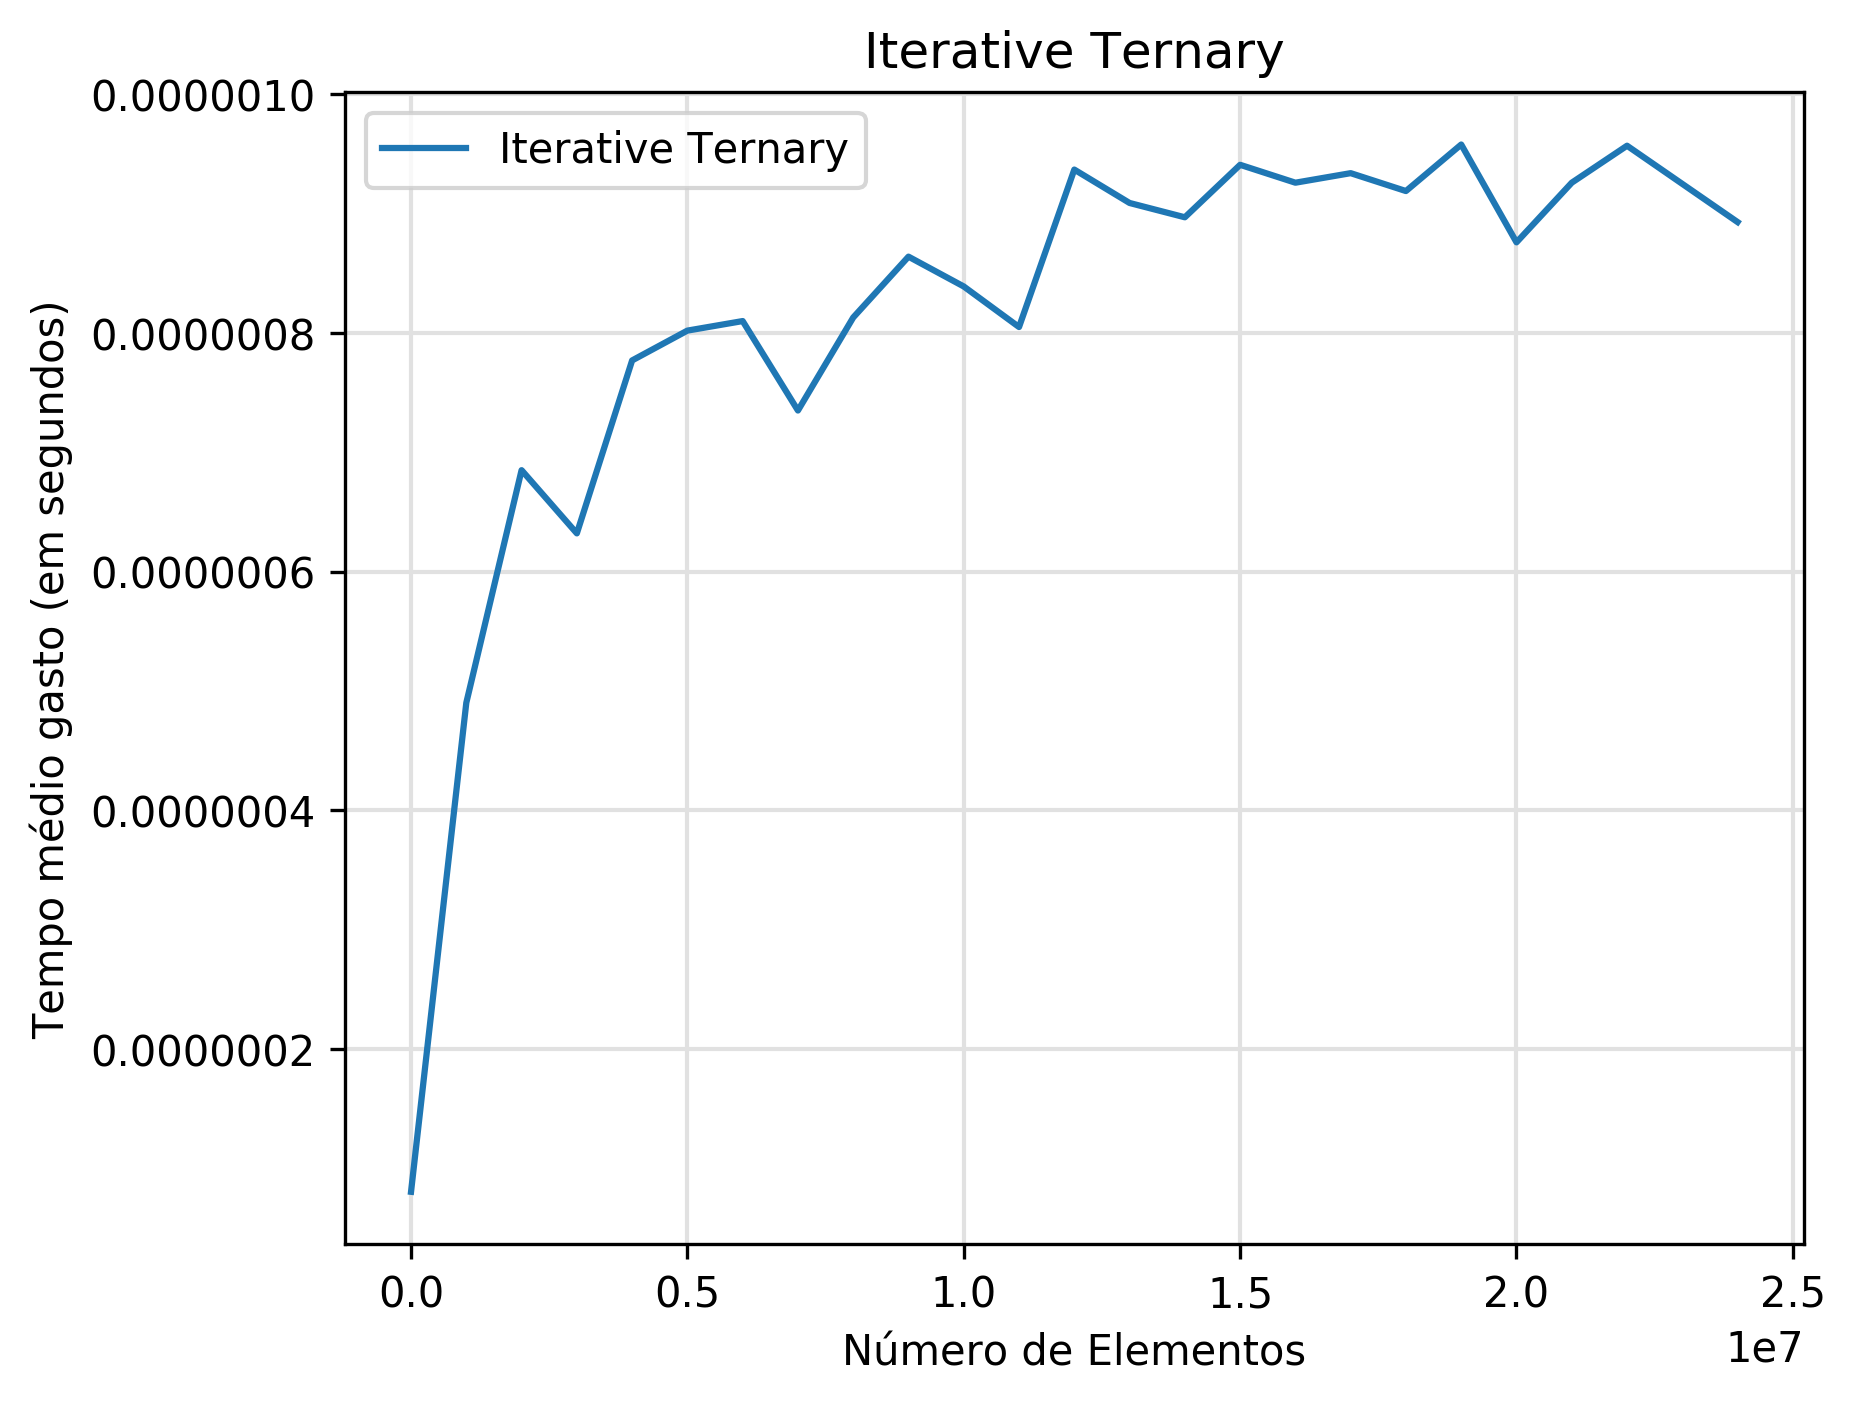 Iterative Ternary
Iterative Ternary
0.0000010
0.0000008
0.0000006
0.0000004
0.0000002
Tempo médio gasto (em segundos)
0.0 0.5 1.0 1.5 2.0 2.5
1e7
Número de Elementos